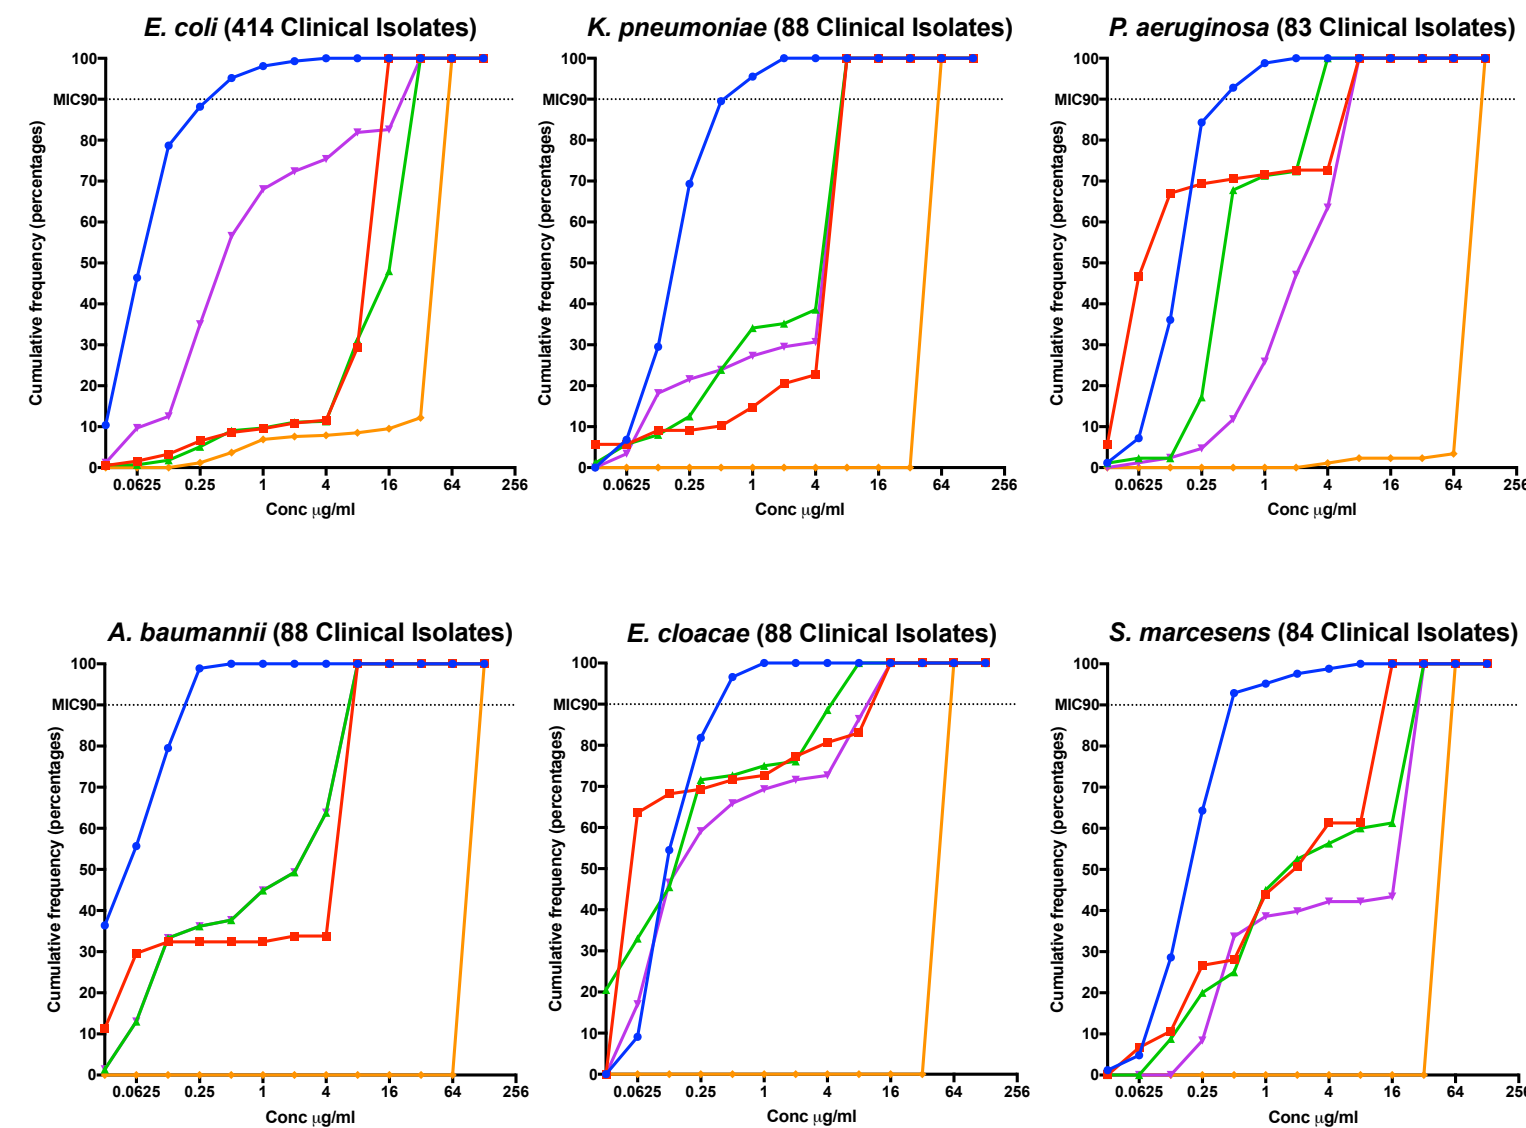 E. coli (414 Clinical Isolates)
100
MIC90
80
70
60
50
40
30
20
10
0
0.0625 0.25 1 4 16 64 256
Cumulative frequency (percentages)
Conc μg/ml
K. pneumoniae (88 Clinical Isolates)
100
MIC90
80
70
60
50
40
30
20
10
0
0.0625 0.25 1 4 16 64 256
Cumulative frequency (percentages)
Conc μg/ml
P. aeruginosa (83 Clinical Isolates)
100
MIC90
80
70
60
50
40
30
20
10
0
0.0625 0.25 1 4 16 64 256
Cumulative frequency (percentages)
Conc μg/ml
A. baumannii (88 Clinical Isolates)
100
MIC90
80
70
60
50
40
30
20
10
0
0.0625 0.25 1 4 16 64 256
Cumulative frequency (percentages)
Conc μg/ml
E. cloacae (88 Clinical Isolates)
100
MIC90
80
70
60
50
40
30
20
10
0
0.0625 0.25 1 4 16 64 256
Cumulative frequency (percentages)
Conc μg/ml
S. marcesens (84 Clinical Isolates)
100
MIC90
80
70
60
50
40
30
20
10
0
0.0625 0.25 1 4 16 64 256
Cumulative frequency (percentages)
Conc μg/ml